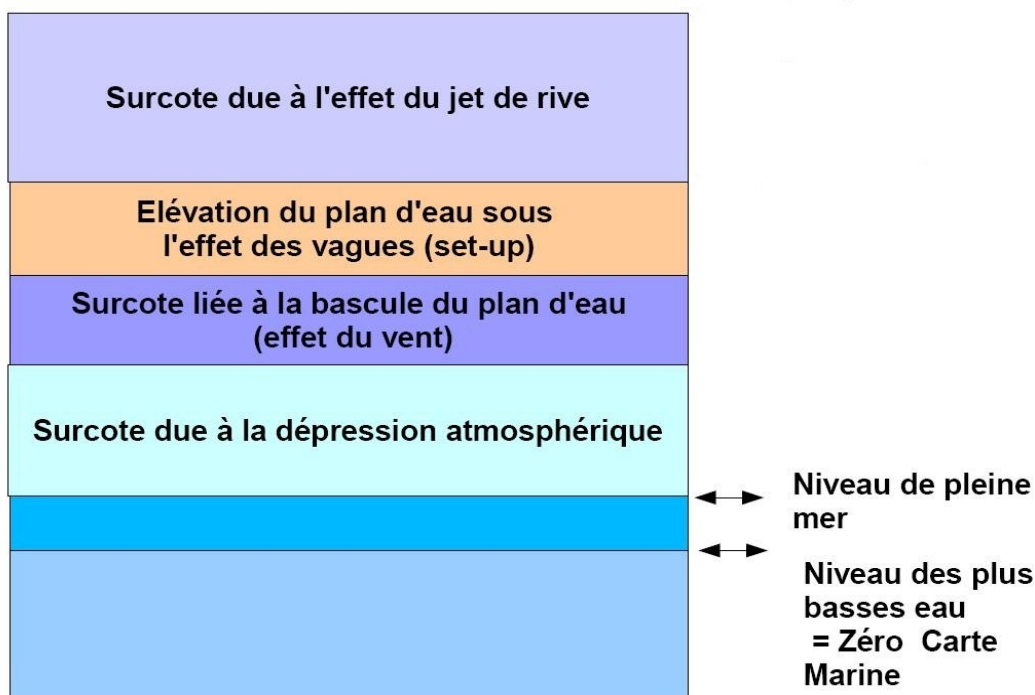 Surcote due à l'effet du jet de rive
Elévation du plan d'eau sous
l'effet des vagues (set-up)
Surcote liée à la bascule du plan d'eau
(effet du vent)
Surcote due à la dépression atmosphérique
Niveau de pleine
mer
Niveau des plus
basses eau
= Zéro Carte
Marine